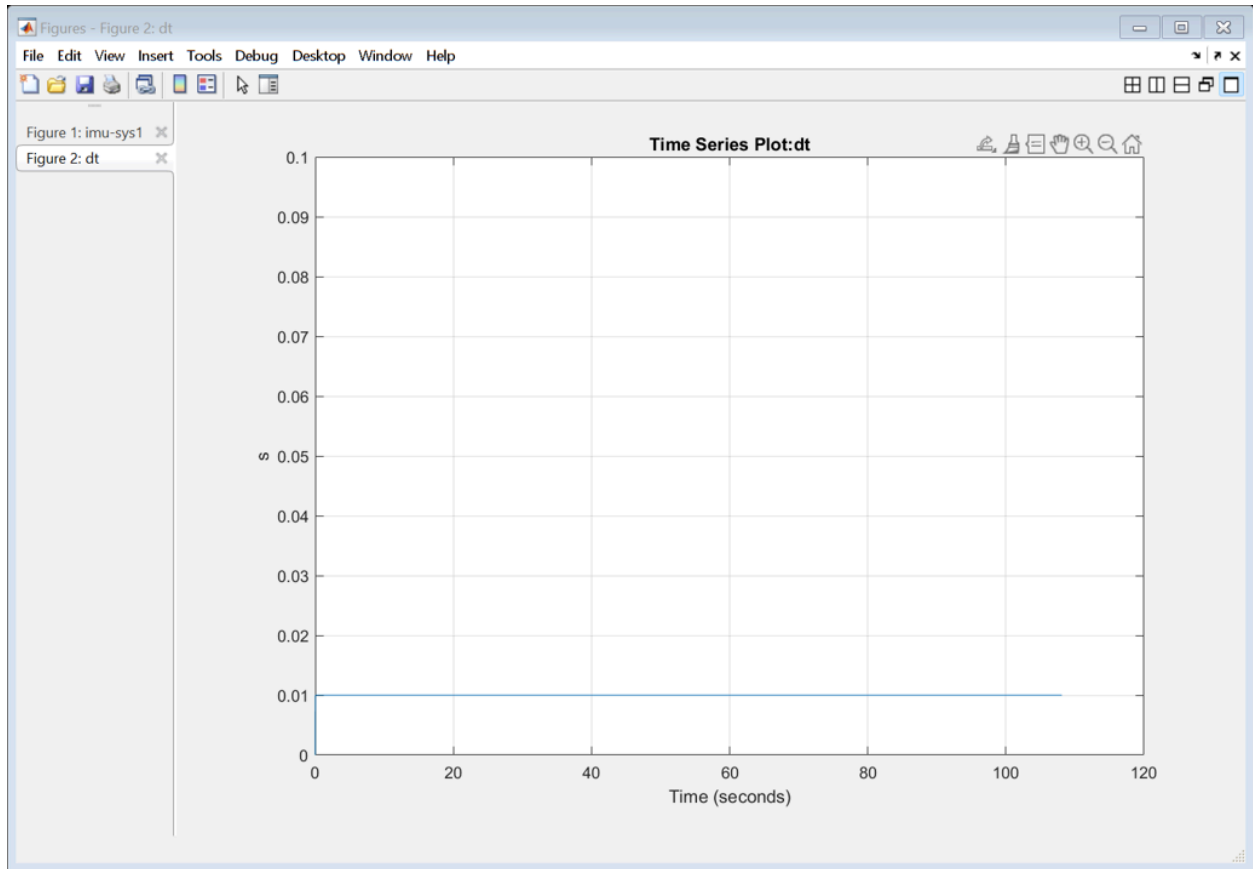 Figures - Figure 2: dt
File Edit View Insert Tools Debug Desktop Window Help
Figure 1: imu-sys1
Figure 2: dt
Time Series Plot:dt
0.1
0.09
0.08
0.07
0.06
0.05
0.04
0.03
0.02
0.01
0
s
0 20 40 60 80 100 120
Time (seconds)